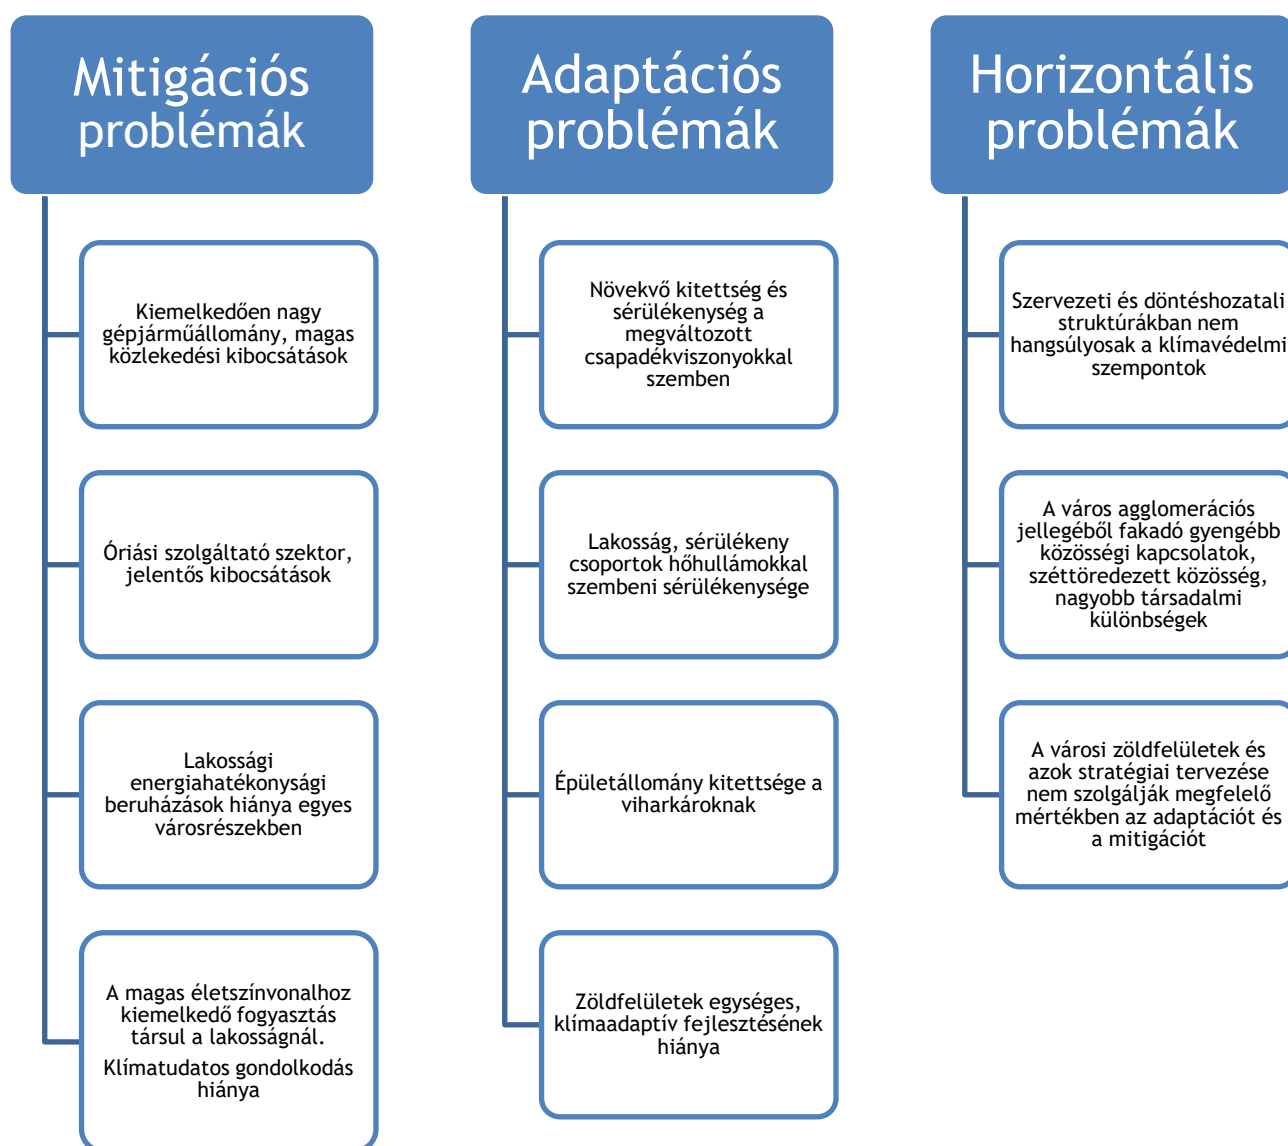 Mitigációs
problémák
Kiemelkedően nagy
gépjárműállomány, magas
közlekedési kibocsátások
Óriási szolgáltató szektor,
jelentős kibocsátások
Lakossági
energiahatékonysági
beruházások hiánya egyes
városrészekben
A magas életszínvonalhoz
kiemelkedő fogyasztás
társul a lakosságnál.
Klímatudatos gondolkodás
hiánya
Adaptációs
problémák
Növekvő kitettség és
sérülékenység a
megváltozott
csapadékviszonyokkal
szemben
Lakosság, sérülékeny
csoportok hőhullámokkal
szembeni sérülékenysége
Épületállomány kitettsége a
viharkároknak
Zöldfelületek egységes,
klímaadaptív fejlesztésének
hiánya
Horizontális
problémák
Szervezeti és döntéshozatali
struktúrákban nem
hangsúlyosak a klímavédelmi
szempontok
A város agglomerációs
jellegéből fakadó gyengébb
közösségi kapcsolatok,
széttöredezett közösség,
nagyobb társadalmi
különbségek
A városi zöldfelületek és
azok stratégiai tervezése
nem szolgálják megfelelő
mértékben az adaptációt és
a mitigációt